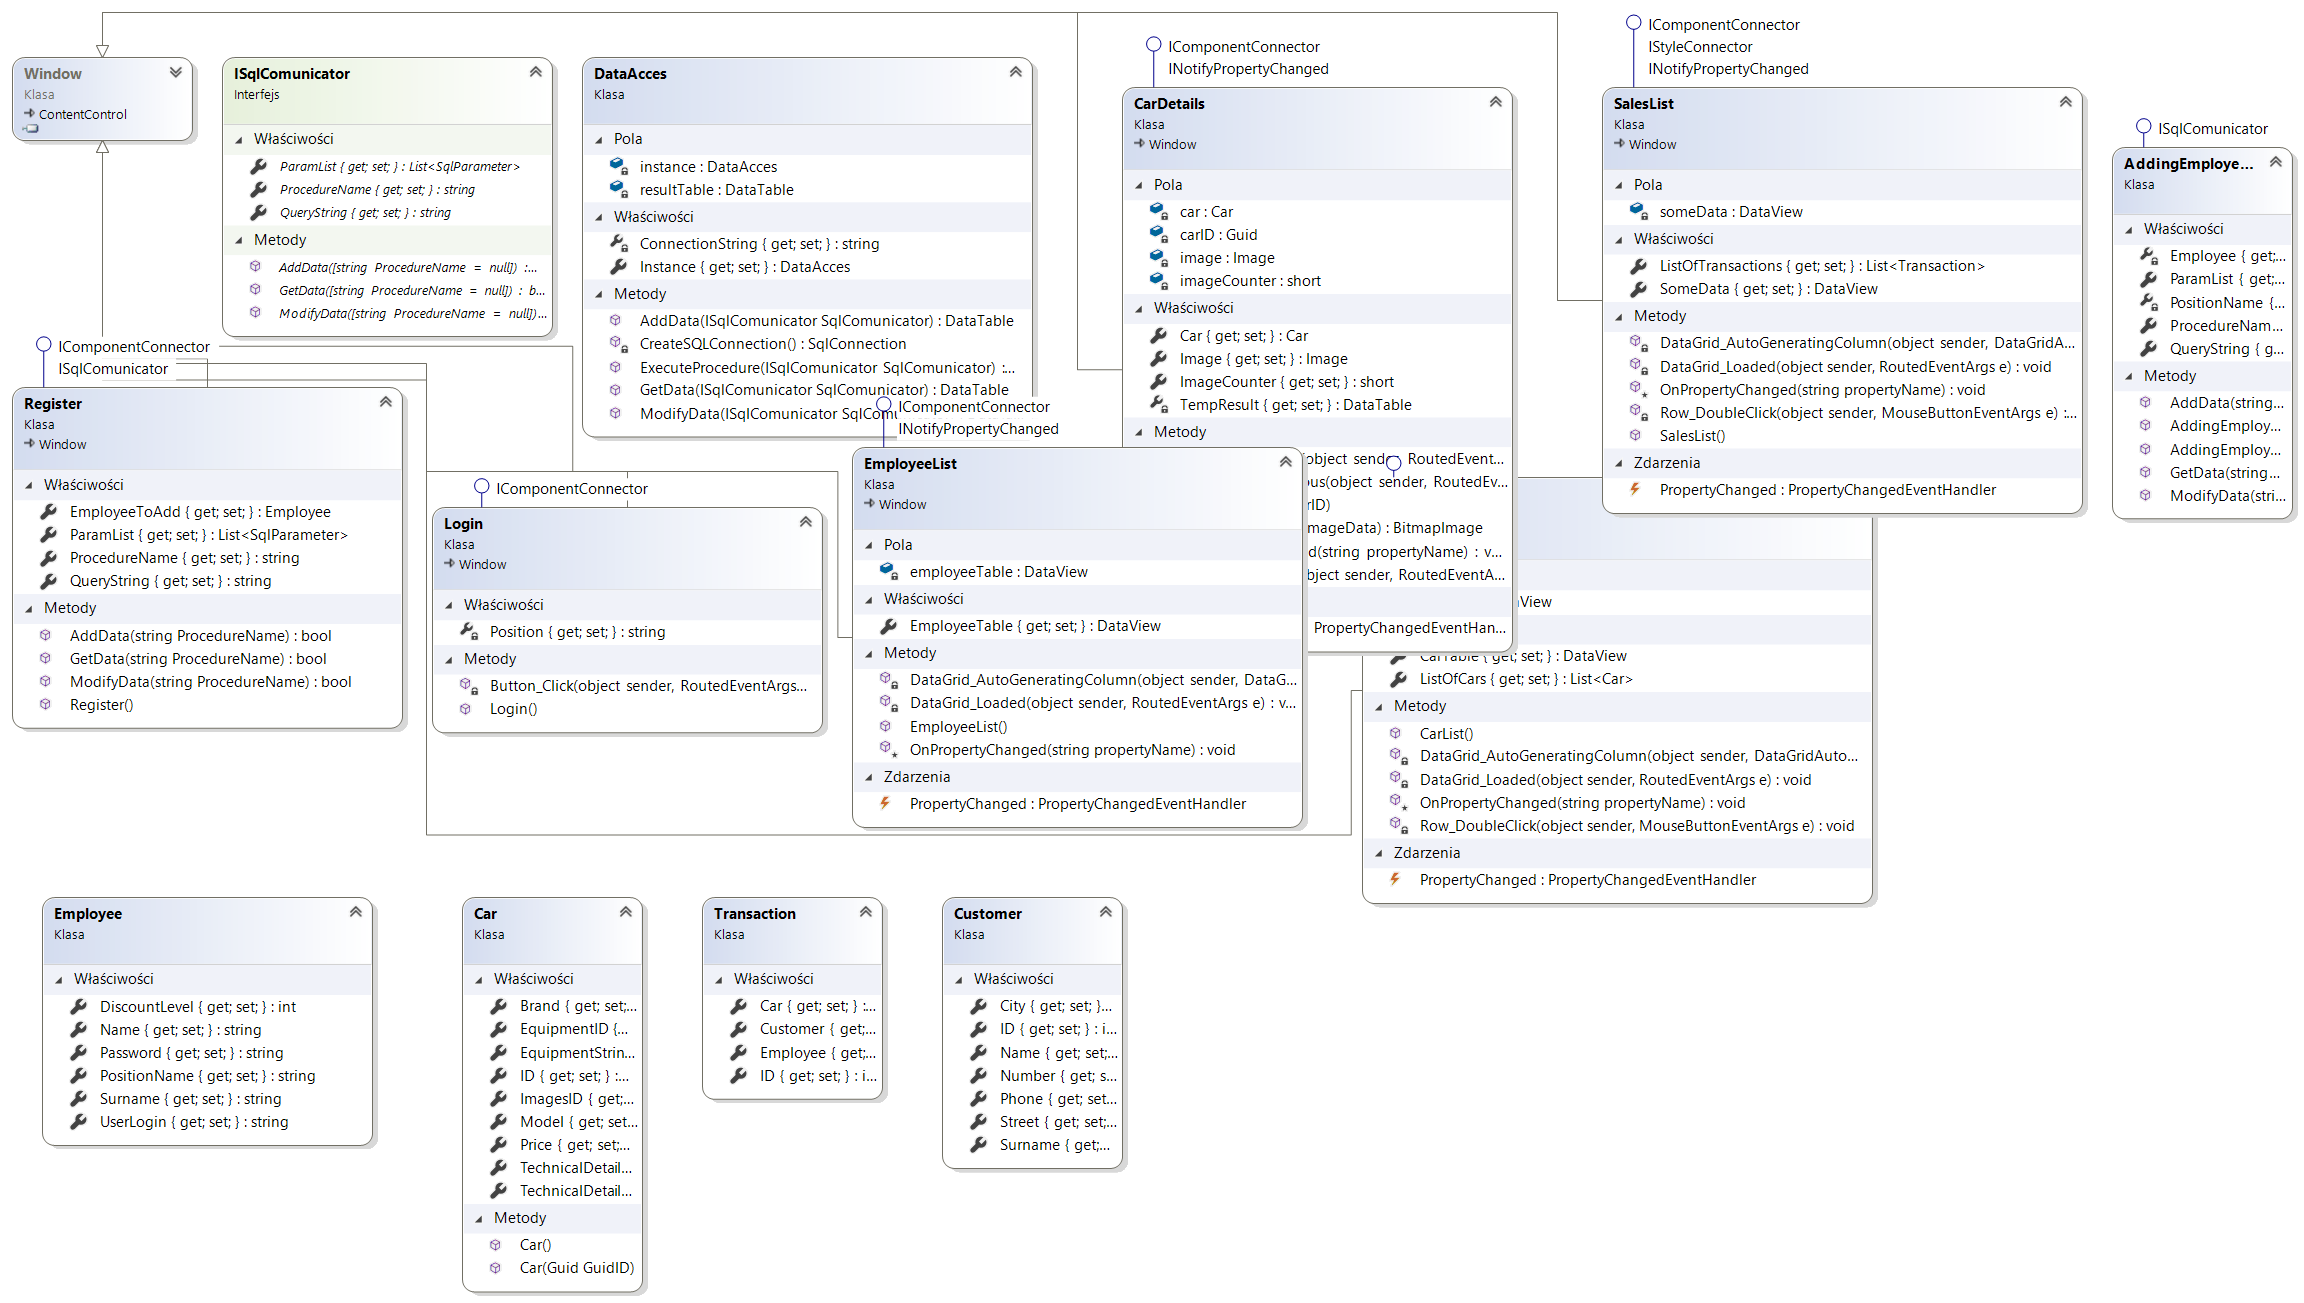 Window
Klasa
ContentControl
ISqlComunicator
Interfejs
Właściwości
ParamList { get; set; } : List<SqlParameter>
ProcedureName { get; set; } : string
QueryString { get; set; } : string
Metody
AddData([string ProcedureName = null]) :...
GetData([string ProcedureName = null]) : b...
ModifyData([string ProcedureName = null])...
DataAcces
Klasa
Pola
instance : DataAcces
resultTable : DataTable
Właściwości
ConnectionString { get; set; } : string
Instance { get; set; } : DataAcces
Metody
AddData(ISqlComunicator SqlComunicator) : DataTable
CreateSQLConnection() : SqlConnection
ExecuteProcedure(ISqlComunicator SqlComunicator) :...
GetData(ISqlComunicator SqlComunicator) : DataTable
ModifyData(ISqlComunicator SqlComu
IComponentConnector
INotifyPropertyChanged
CarDetails
Klasa
Window
Pola
car : Car
carID : Guid
image : Image
imageCounter : short
Właściwości
Car { get; set; } : Car
Image { get; set; } : Image
ImageCounter { get; set; } : short
TempResult { get; set; } : DataTable
Metody
object sender, RoutedEvent...
ous(object sender, RoutedEv...
rID)
mageData) : BitmapImage
d(string propertyName) : v...
bject sender, RoutedEventA...
PropertyChangedEventHan...
IComponentConnector
IStyleConnector
INotifyPropertyChanged
SalesList
Klasa
Window
Pola
someData : DataView
Właściwości
ListOfTransactions { get; set; } : List<Transaction>
SomeData { get; set; } : DataView
Metody
DataGrid_AutoGeneratingColumn(object sender, DataGridA...
DataGrid_Loaded(object sender, RoutedEventArgs e) : void
OnPropertyChanged(string propertyName) : void
Row_DoubleClick(object sender, MouseButtonEventArgs e) :...
SalesList()
Zdarzenia
PropertyChanged : PropertyChangedEventHandler
ISqlComunicator
AddingEmploye...
Klasa
Właściwości
Employee { get;...
ParamList { get;...
PositionName {...
ProcedureNam...
QueryString { g...
Metody
AddData(string...
AddingEmploy...
AddingEmploy...
GetData(string...
ModifyData(stri...
IComponentConnector
ISqlComunicator
Register
Klasa
Window
Właściwości
EmployeeToAdd { get; set; } : Employee
ParamList { get; set; } : List<SqlParameter>
ProcedureName { get; set; } : string
QueryString { get; set; } : string
Metody
AddData(string ProcedureName) : bool
GetData(string ProcedureName) : bool
ModifyData(string ProcedureName) : bool
Register()
IComponentConnector
Login
Klasa
Window
Właściwości
Position { get; set; } : string
Metody
Button_Click(object sender, RoutedEventArgs...
Login()
IComponentConnector
INotifyPropertyChanged
EmployeeList
Klasa
Window
Pola
employeeTable : DataView
Właściwości
EmployeeTable { get; set; } : DataView
Metody
DataGrid_AutoGeneratingColumn(object sender, DataG...
DataGrid_Loaded(object sender, RoutedEventArgs e) : v...
EmployeeList()
OnPropertyChanged(string propertyName) : void
Zdarzenia
PropertyChanged : PropertyChangedEventHandler
View
CarTable { get; set; } : DataView
ListOfCars { get; set; } : List<Car>
Metody
CarList()
DataGrid_AutoGeneratingColumn(object sender, DataGridAuto...
DataGrid_Loaded(object sender, RoutedEventArgs e) : void
OnPropertyChanged(string propertyName) : void
Row_DoubleClick(object sender, MouseButtonEventArgs e) : void
Zdarzenia
PropertyChanged : PropertyChangedEventHandler
Employee
Klasa
Właściwości
DiscountLevel { get; set; } : int
Name { get; set; } : string
Password { get; set; } : string
PositionName { get; set; } : string
Surname { get; set; } : string
UserLogin { get; set; } : string
Car
Klasa
Właściwości
Brand { get; set;...
EquipmentID {...
EquipmentStrin...
ID { get; set; } :...
ImagesID { get;...
Model { get; set...
Price { get; set;...
TechnicalDetail...
TechnicalDetail...
Metody
Car()
Car(Guid GuidID)
Transaction
Klasa
Właściwości
Car { get; set; } :...
Customer { get;...
Employee { get;...
ID { get; set; } : i...
Customer
Klasa
Właściwości
City { get; set; }...
ID { get; set; } : i...
Name { get; set;...
Number { get; s...
Phone { get; set...
Street { get; set;...
Surname { get;...